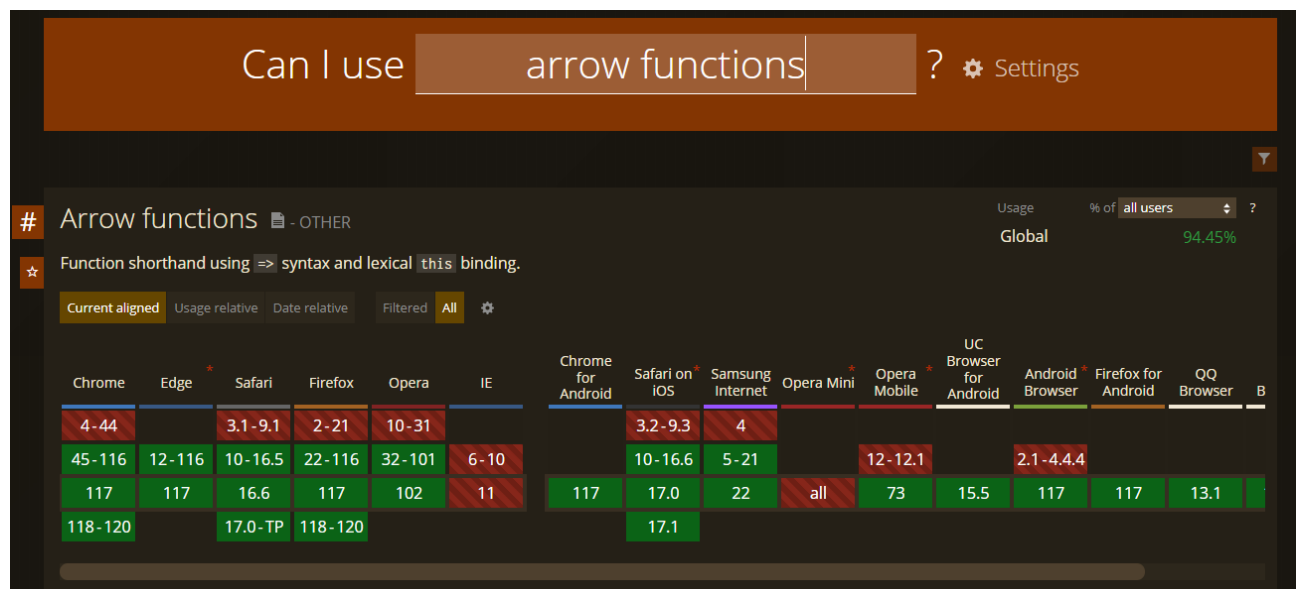 Can I use arrow functions ? Settings
# Arrow functions - OTHER
Usage % of all users ?
Global 94.45%
Function shorthand using => syntax and lexical this binding.
Current aligned Usage relative Date relative Filtered All
Chrome Edge * Safari Firefox Opera IE Chrome for Android Safari on iOS * Samsung Internet Opera Mini * Opera Mobile * UC Browser for Android Android Browser * Firefox for Android QQ Browser B
4-44 3.1-9.1 2-21 10-31 3.2-9.3 4
45-116 12-116 10-16.5 22-116 32-101 6-10 10-16.6 5-21 12-12.1 2.1-4.4.4
117 117 16.6 117 102 11 117 17.0 22 all 73 15.5 117 117 13.1
118-120 17.0-TP 118-120 17.1